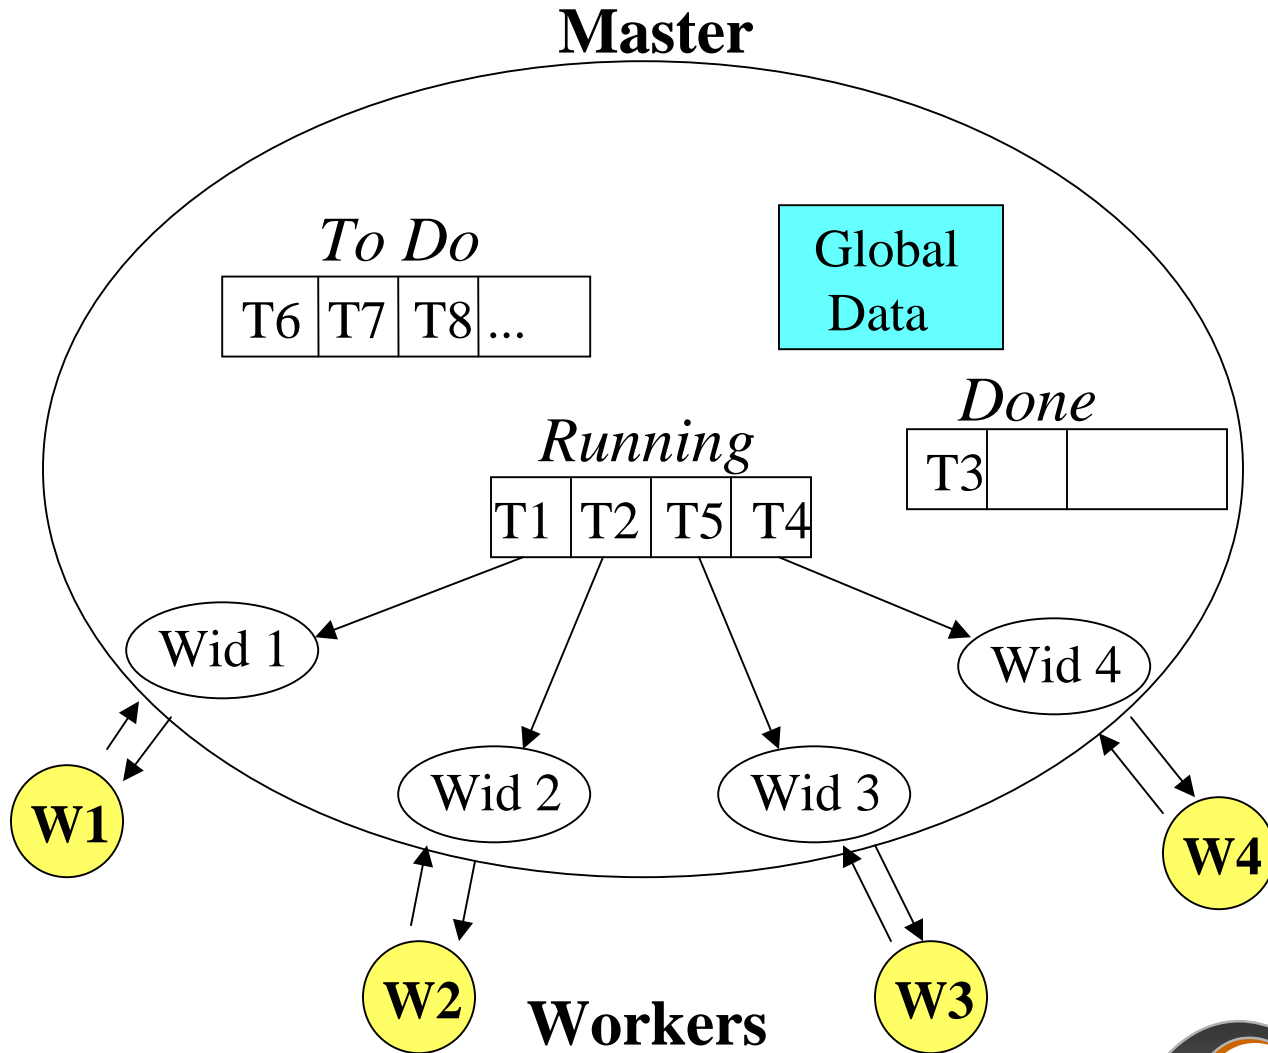 Master
To Do
T6 T7 T8 ...
Global
Data
Done
T3
Running
T1 T2 T5 T4
Wid 1
Wid 4
Wid 2
Wid 3
W1
W4
W2
W3
Workers